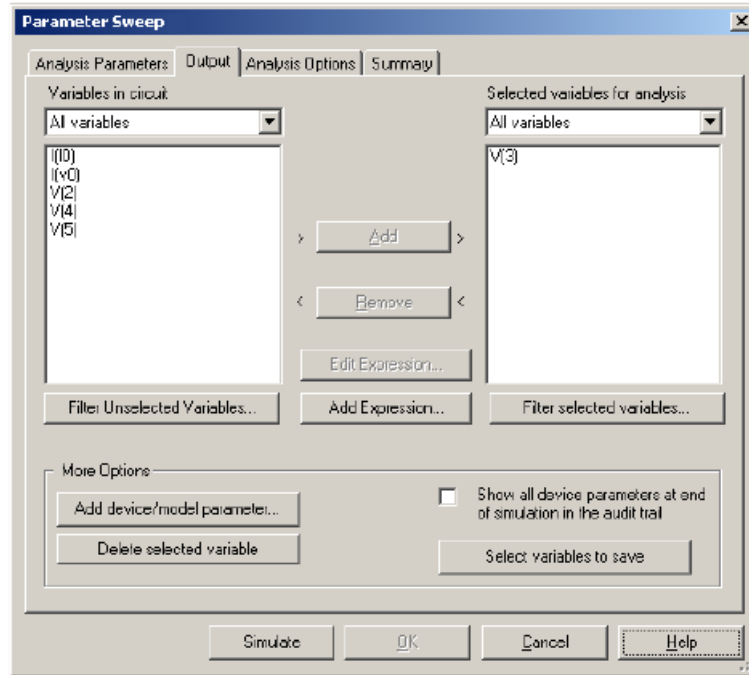 Parameter Sweep
Analysis Parameters Output Analysis Options Summary
Variables in circuit
Selected variables for analysis
All variables
All variables
I(l0)
I(v0)
V(2)
V(4)
V(5)
V(3)
> Add >
< Remove <
Edit Expression...
Filter Unselected Variables...
Add Expression...
Filter selected variables...
More Options
Add device/model parameter...
Show all device parameters at end
of simulation in the audit trail
Delete selected variable
Select variables to save
Simulate OK Cancel Help